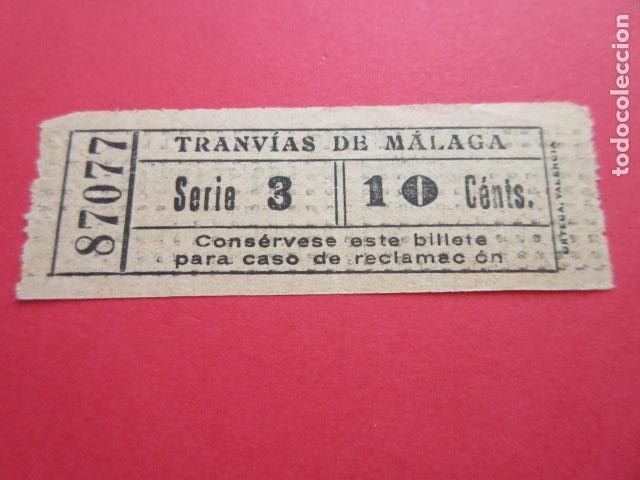 87077
TRANVÍAS DE MÁLAGA
Serie 3 10 Cénts.
Consérvese este billete
para caso de reclamac ón
ORTEGA, VALENCIA
todocoleccion